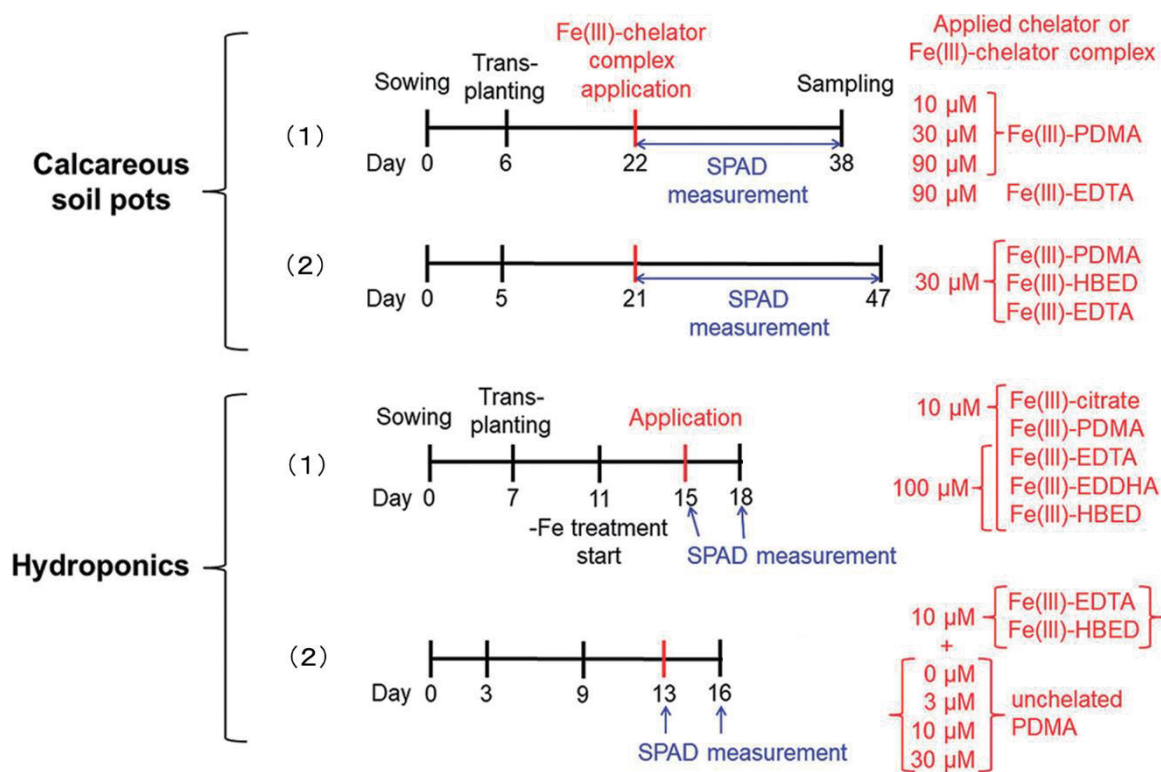 Fe(III)-chelator
complex
application
Applied chelator or
Fe(III)-chelator complex
Sowing
Trans-
planting
Sampling
Calcareous
soil pots
(1)
Day 0 6 22 38
SPAD
measurement
10 µM
30 µM
90 µM
Fe(III)-PDMA
90 µM Fe(III)-EDTA
(2)
Day 0 5 21 47
SPAD
measurement
30 µM
Fe(III)-PDMA
Fe(III)-HBED
Fe(III)-EDTA
Hydroponics
Sowing
Trans-
planting
Application
(1)
Day 0 7 11 15 18
-Fe treatment
start
SPAD measurement
10 µM
100 µM
Fe(III)-citrate
Fe(III)-PDMA
Fe(III)-EDTA
Fe(III)-EDDHA
Fe(III)-HBED
(2)
Day 0 3 9 13 16
SPAD measurement
10 µM
Fe(III)-EDTA
Fe(III)-HBED
+
0 µM
3 µM
10 µM
30 µM
unchelated
PDMA